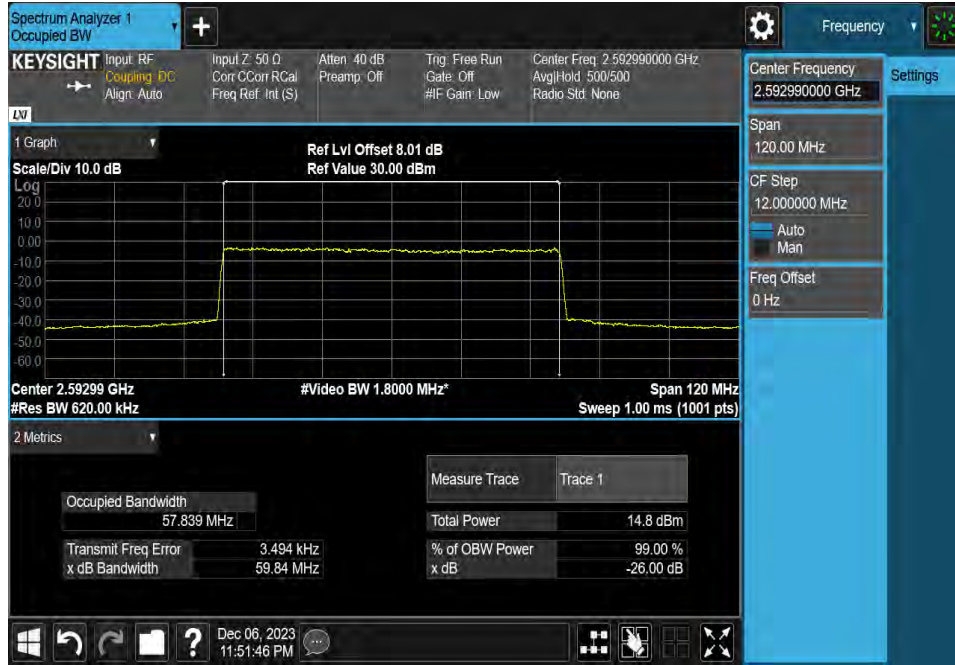 Spectrum Analyzer 1
Occupied BW
+
Frequency
KEYSIGHT
Input: RF
Coupling: DC
Align: Auto
Input Z: 50 Ω
Corr CCorr RCal
Freq Ref: Int (S)
Atten: 40 dB
Preamp: Off
Trig: Free Run
Gate: Off
#IF Gain: Low
Center Freq: 2.592990000 GHz
Avg|Hold: 500/500
Radio Std: None
LXI
Center Frequency
2.592990000 GHz
Settings
Span
120.00 MHz
CF Step
12.000000 MHz
Auto
Man
Freq Offset
0 Hz
1 Graph
Scale/Div 10.0 dB
Ref Lvl Offset 8.01 dB
Ref Value 30.00 dBm
Log
20.0
10.0
0.00
-10.0
-20.0
-30.0
-40.0
-50.0
-60.0
Center 2.59299 GHz
#Video BW 1.8000 MHz*
Span 120 MHz
#Res BW 620.00 kHz
Sweep 1.00 ms (1001 pts)
2 Metrics
Measure Trace
Trace 1
Occupied Bandwidth
57.839 MHz
Total Power
14.8 dBm
Transmit Freq Error
3.494 kHz
% of OBW Power
99.00 %
x dB Bandwidth
59.84 MHz
x dB
-26.00 dB
?
Dec 06, 2023
11:51:46 PM